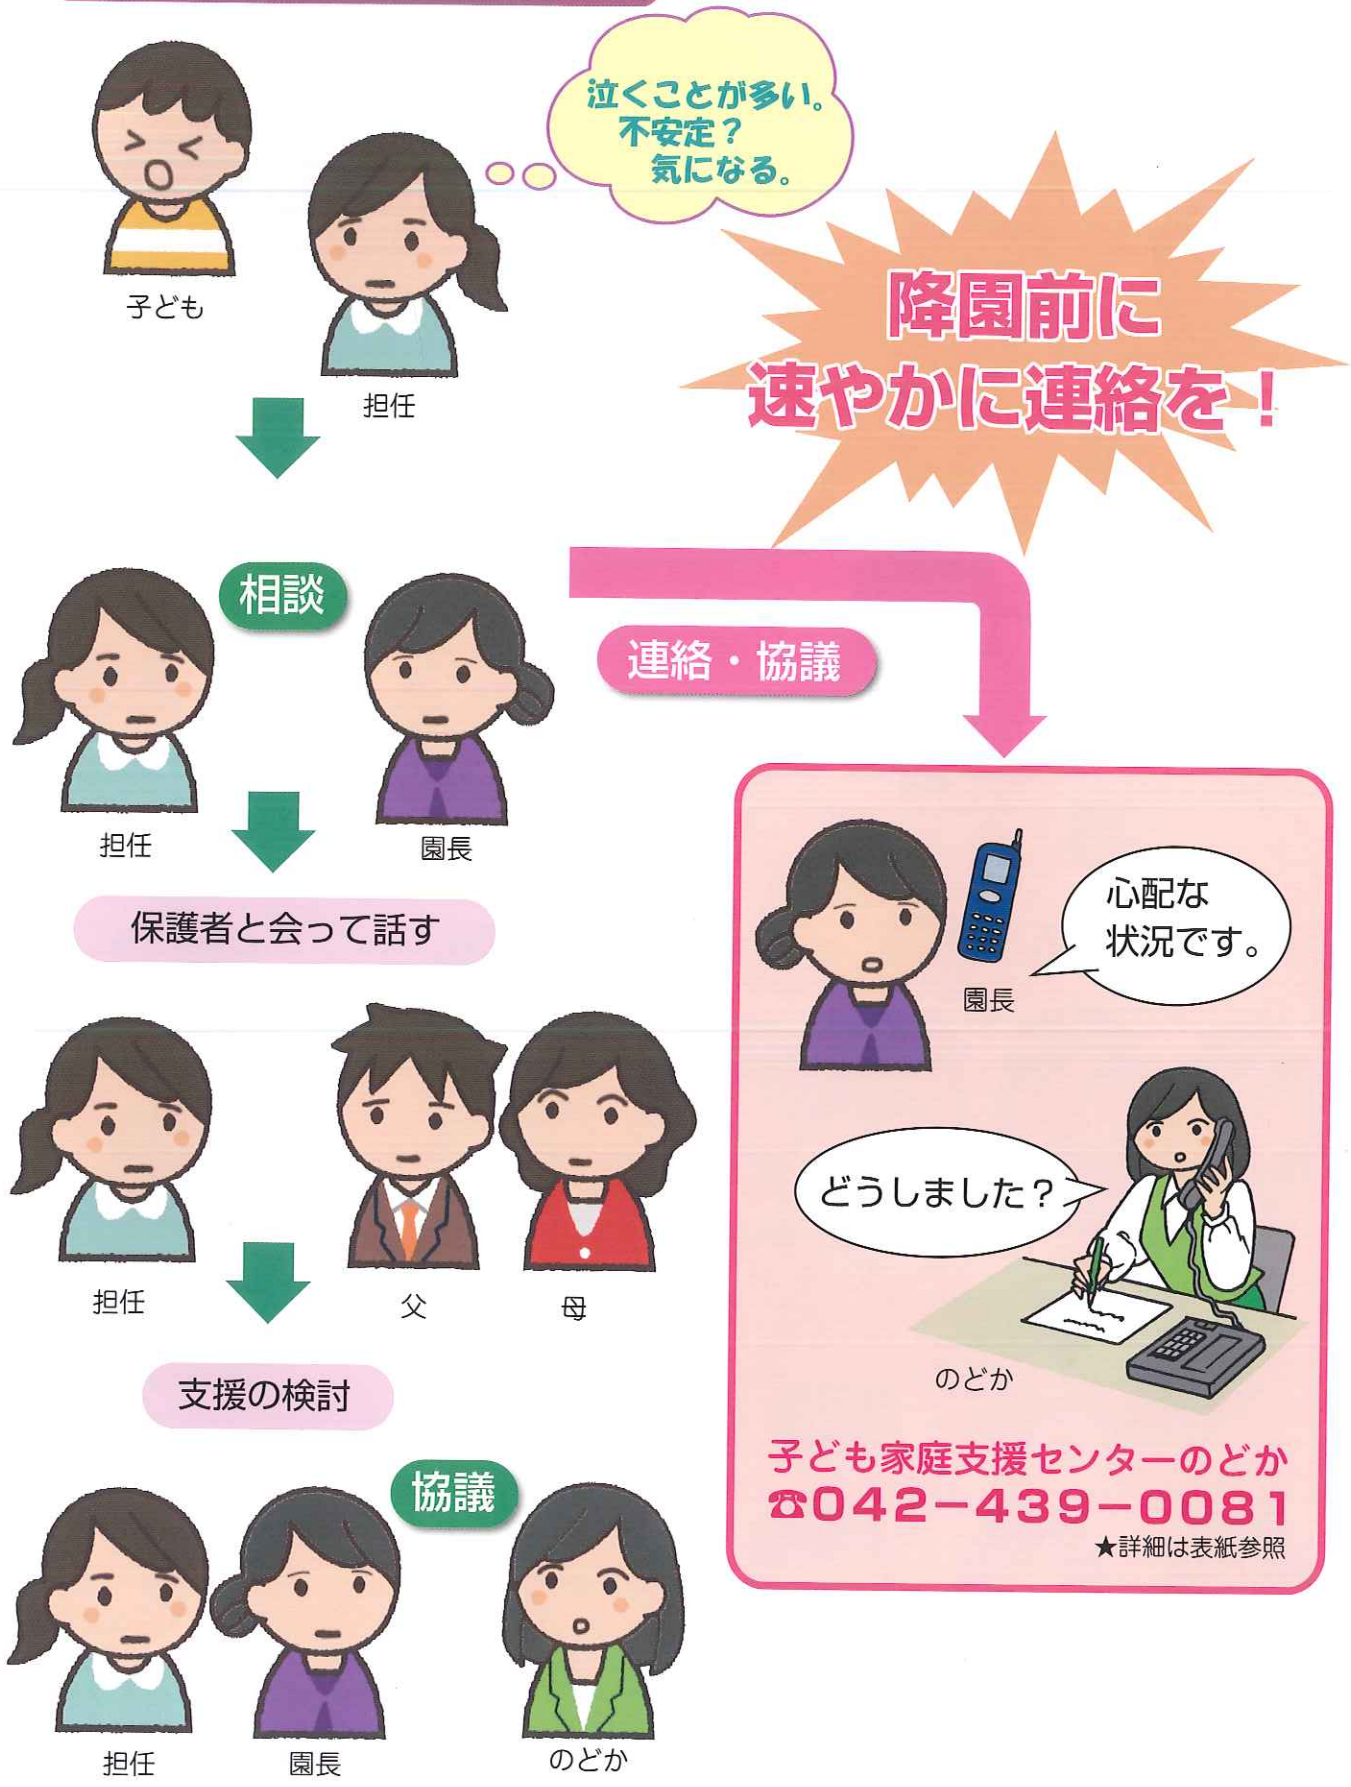 泣くことが多い。
不安定？
気になる。
子ども
担任
降園前に
速やかに連絡を！
相談
担任
園長
連絡・協議
保護者と会って話す
担任
父
母
園長
心配な
状況です。
どうしました？
のどか
子ども家庭支援センターのどか
☎042－439－0081
★詳細は表紙参照
支援の検討
協議
担任
園長
のどか